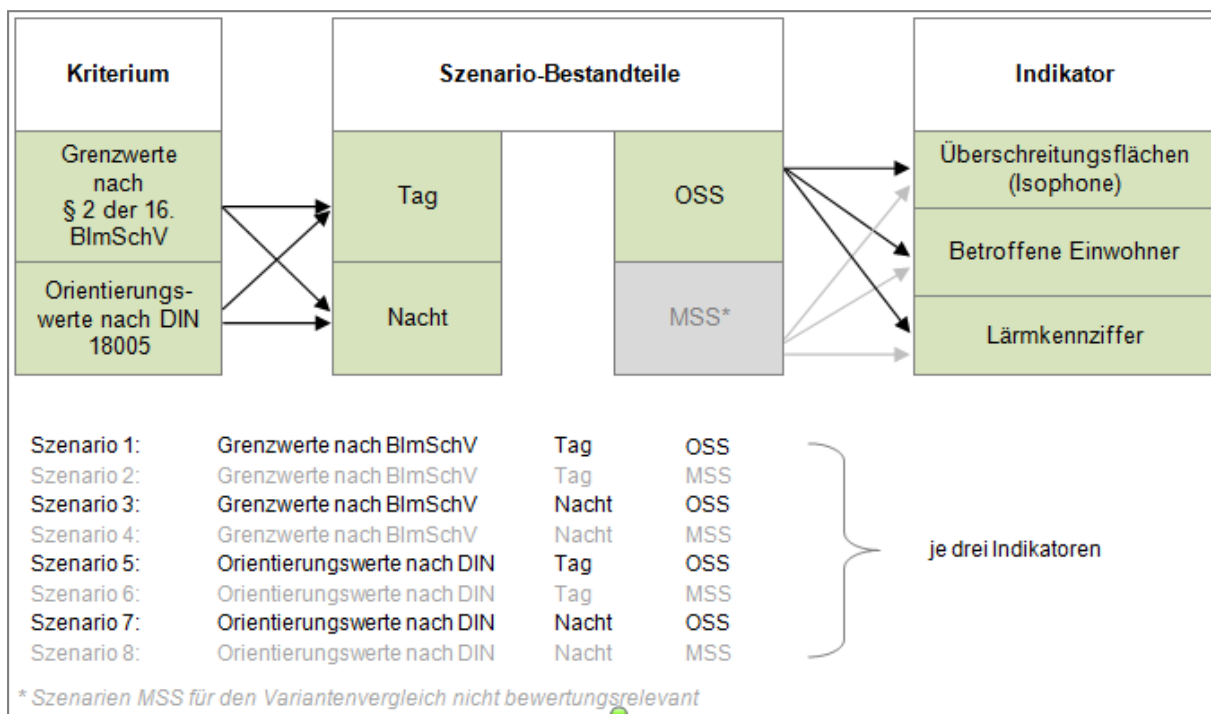 Kriterium
Szenario-Bestandteile
Indikator
Grenzwerte
nach
§ 2 der 16.
BImSchV
Orientierungs-
werte nach DIN
18005
Tag
Nacht
OSS
MSS*
Überschreitungsflächen
(Isophone)
Betroffene Einwohner
Lärmkennziffer
Szenario 1: Grenzwerte nach BImSchV Tag OSS
Szenario 2: Grenzwerte nach BImSchV Tag MSS
Szenario 3: Grenzwerte nach BImSchV Nacht OSS
Szenario 4: Grenzwerte nach BImSchV Nacht MSS
Szenario 5: Orientierungswerte nach DIN Tag OSS
Szenario 6: Orientierungswerte nach DIN Tag MSS
Szenario 7: Orientierungswerte nach DIN Nacht OSS
Szenario 8: Orientierungswerte nach DIN Nacht MSS
je drei Indikatoren
* Szenarien MSS für den Variantenvergleich nicht bewertungsrelevant